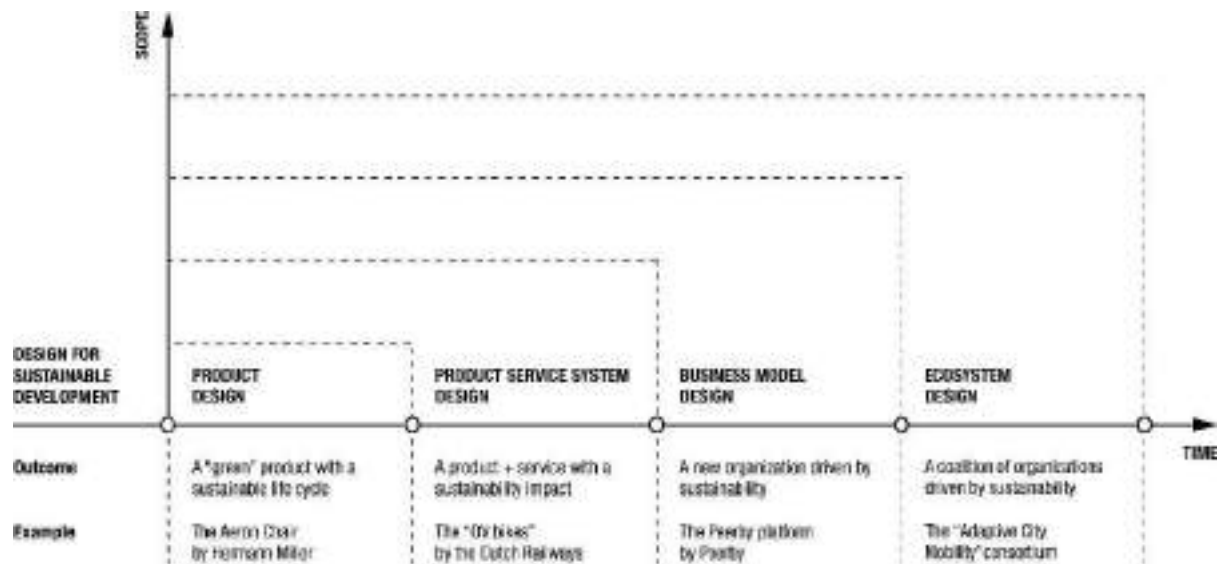 SCOPE
DESIGN FOR
SUSTAINABLE
DEVELOPMENT
PRODUCT
DESIGN
PRODUCT SERVICE SYSTEM
DESIGN
BUSINESS MODEL
DESIGN
ECOSYSTEM
DESIGN
TIME
Outcome
A "green" product with a
sustainable life cycle
A product + service with a
sustainability impact
A new organization driven by
sustainability
A coalition of organizations
driven by sustainability
Example
The Aeron Chair
by Hermann Miller
The "OV bikes"
by the Dutch Railways
The Peerby platform
by Peerby
The "Adaptive City
Mobility" consortium